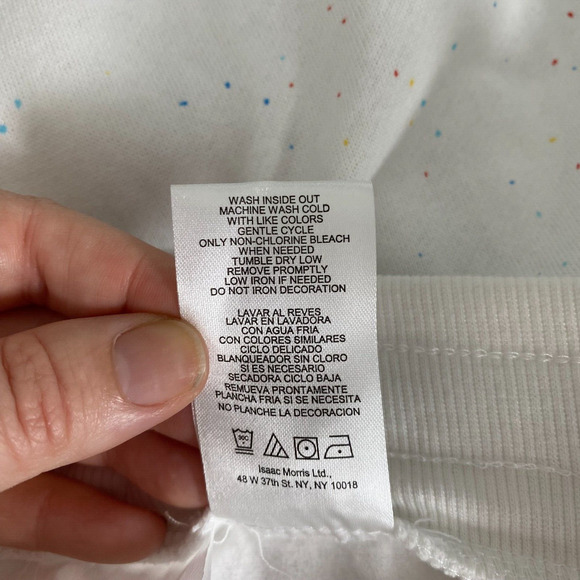 WASH INSIDE OUT
MACHINE WASH COLD
WITH LIKE COLORS
GENTLE CYCLE
ONLY NON-CHLORINE BLEACH
WHEN NEEDED
TUMBLE DRY LOW
REMOVE PROMPTLY
LOW IRON IF NEEDED
DO NOT IRON DECORATION
LAVAR AL REVES
LAVAR EN LAVADORA
CON AGUA FRIA
CON COLORES SIMILARES
CICLO DELICADO
BLANQUEADOR SIN CLORO
SI ES NECESARIO
SECADORA CICLO BAJA
REMUEVA PRONTAMENTE
PLANCHA FRIA SI SE NECESITA
NO PLANCHE LA DECORACION
30C
Isaac Morris Ltd.,
48 W 37th St. NY, NY 10018